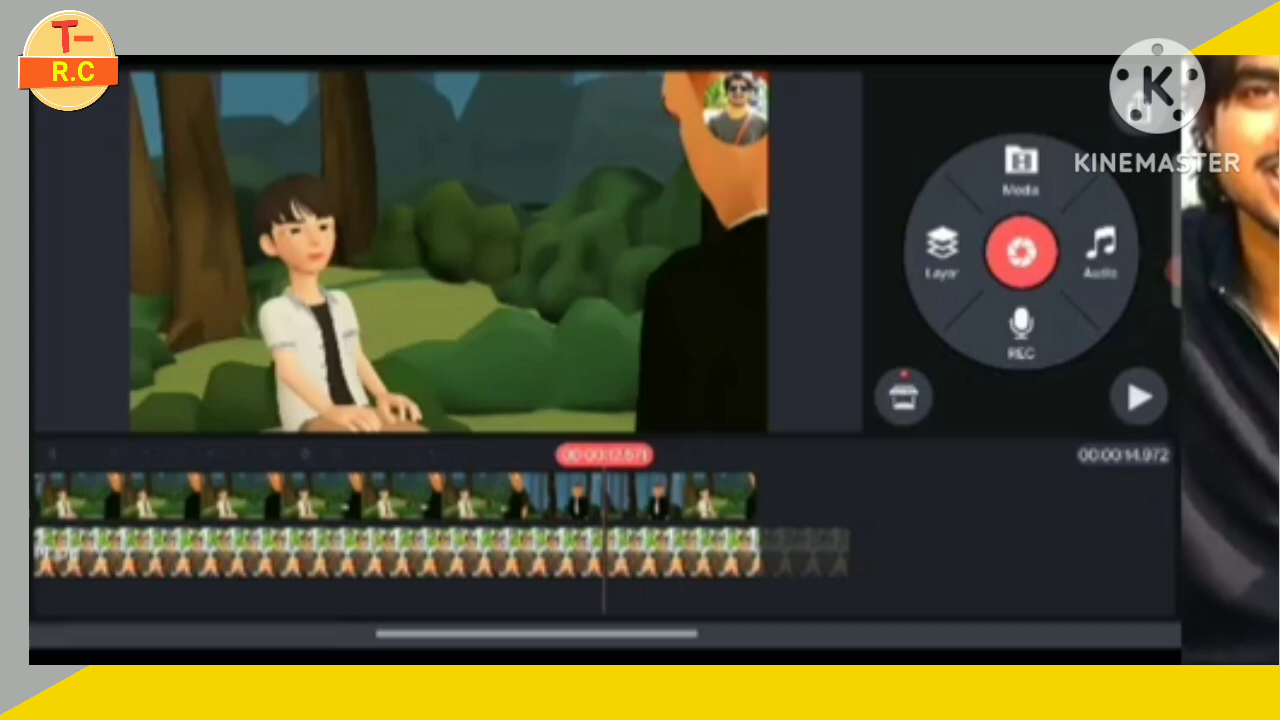 T-
R.C
K
KINEMASTER
Media
Layer
Audio
REC
00:00:12.571
00:00:14.972